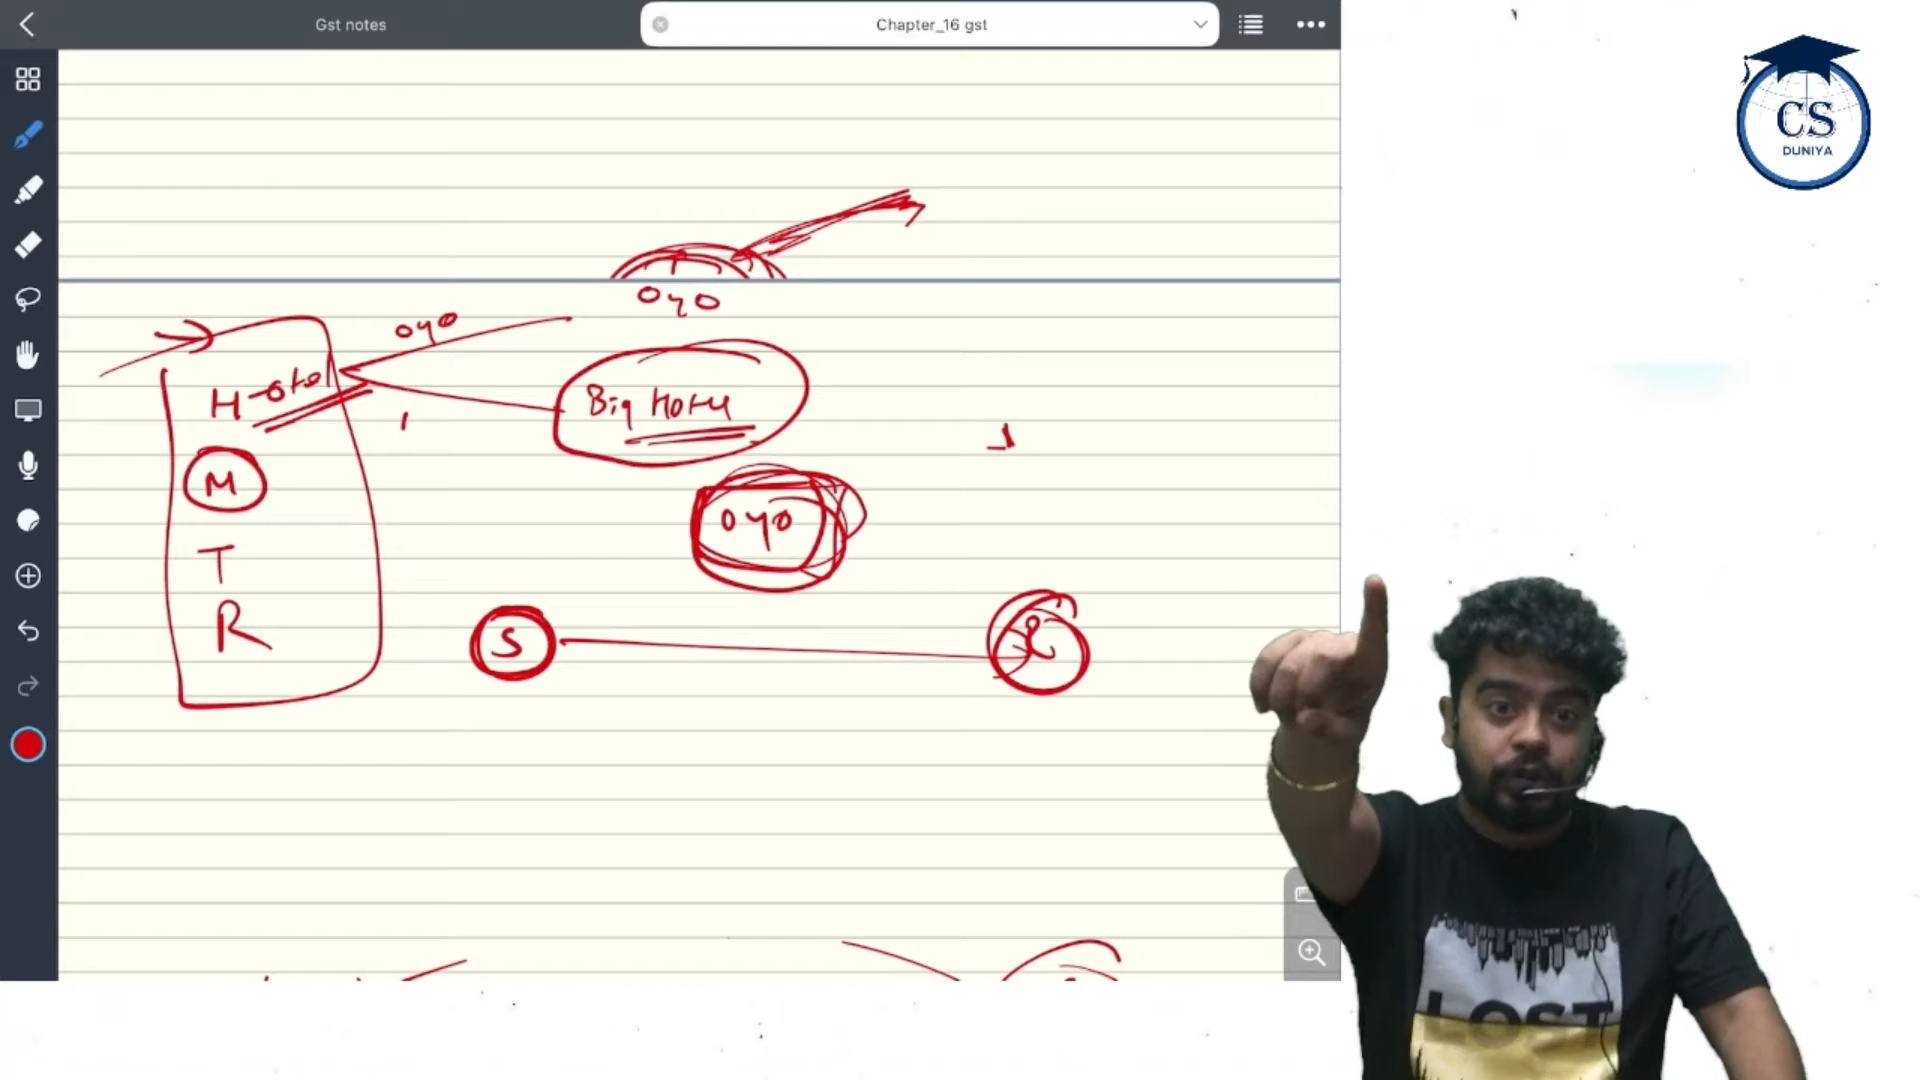 Gst notes
Chapter_16 gst
CS
DUNIYA
oyo
oyo
Hotel
Big Hotel
M
oyo
T
R
S
R
LOST